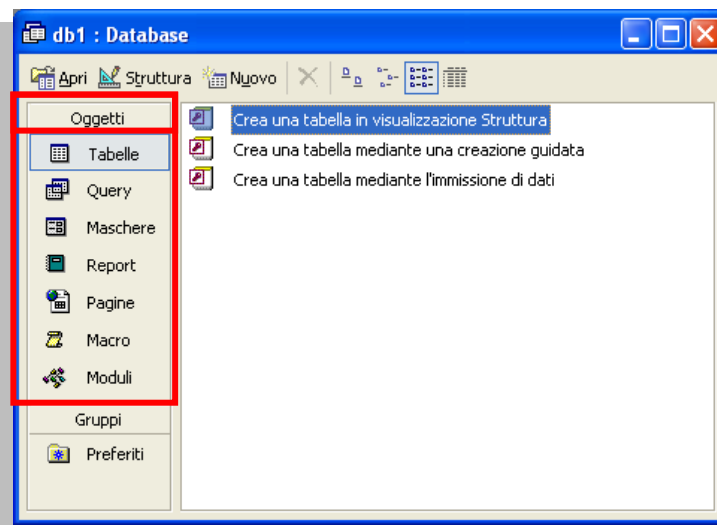 db1 : Database
Apri Struttura Nuovo
Oggetti
Tabelle
Query
Maschere
Report
Pagine
Macro
Moduli
Gruppi
Preferiti
Crea una tabella in visualizzazione Struttura
Crea una tabella mediante una creazione guidata
Crea una tabella mediante l'immissione di dati